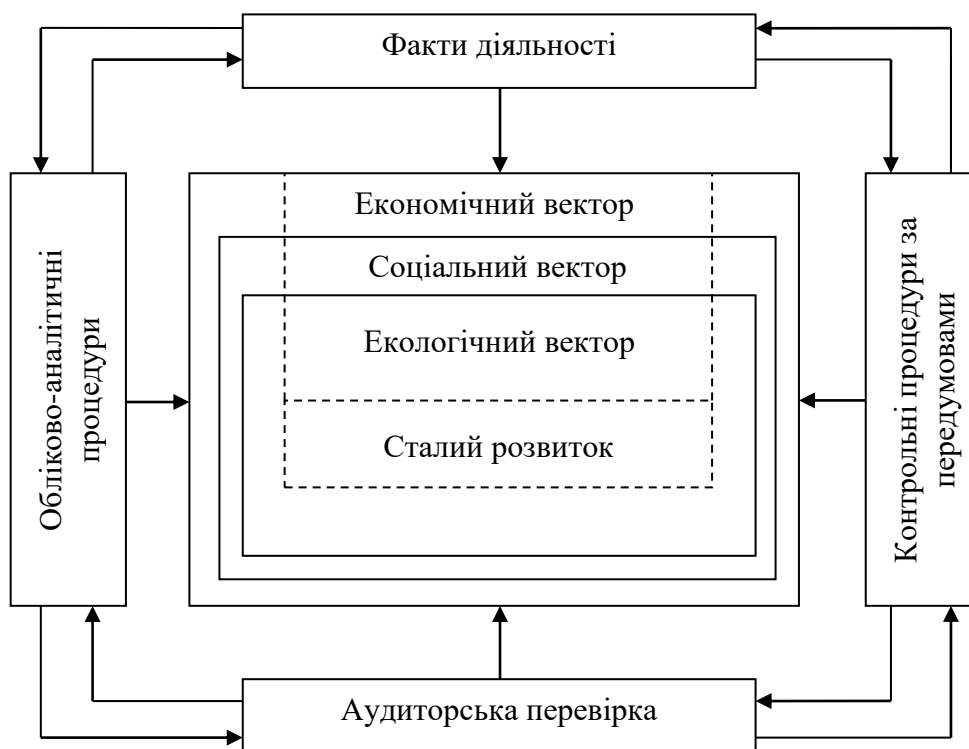 Факти діяльності
Економічний вектор
Соціальний вектор
Екологічний вектор
Сталий розвиток
Обліково-аналітичні
процедури
Контрольні процедури за
передумовами
Аудиторська перевірка